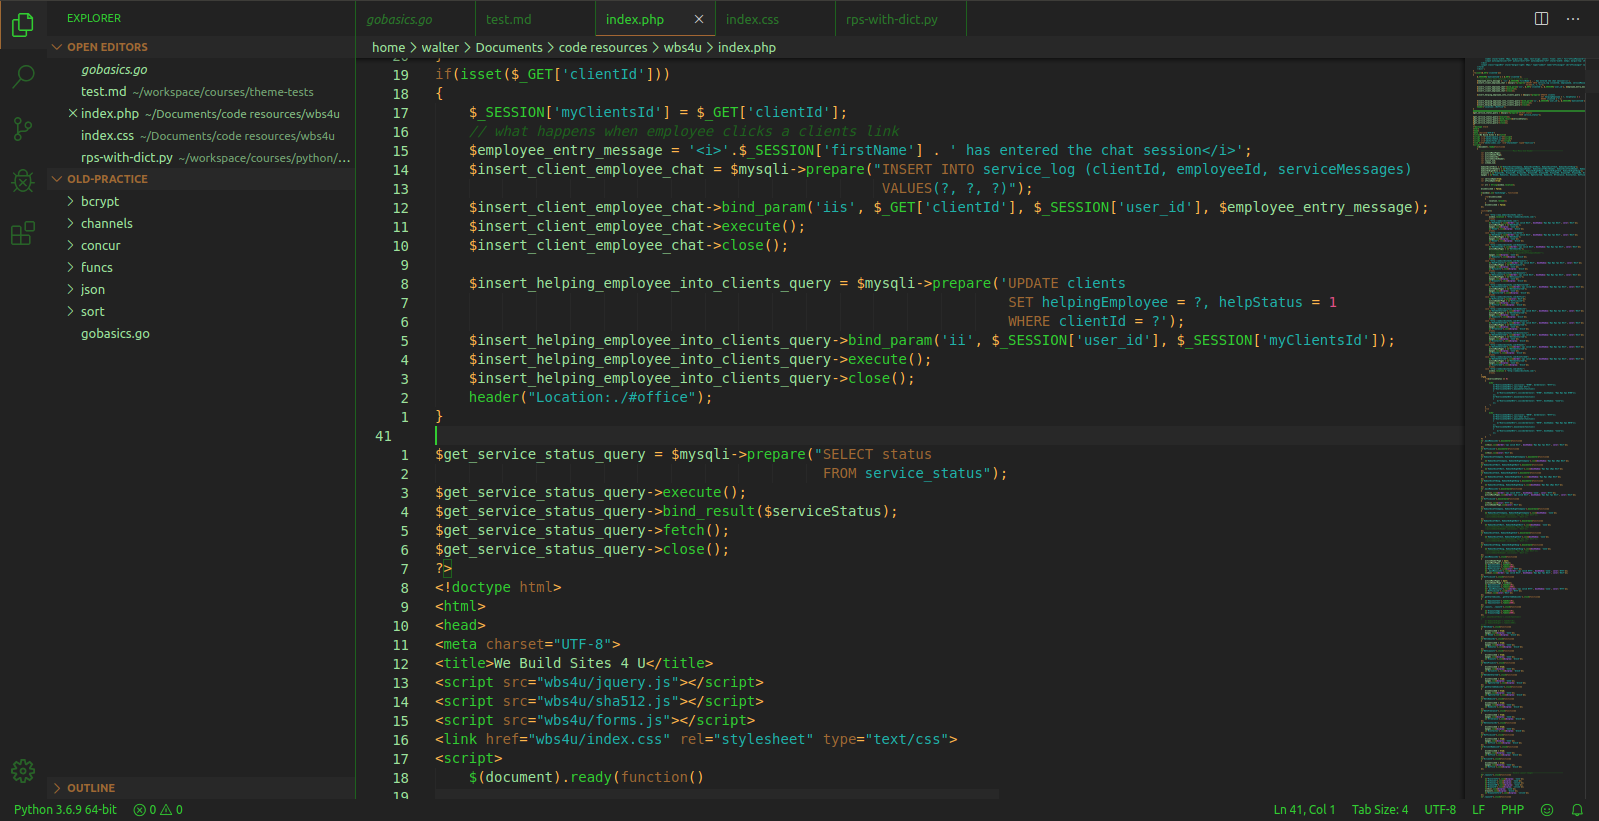 EXPLORER
OPEN EDITORS
gobasics.go
test.md ~/workspace/courses/theme-tests
index.php ~/Documents/code resources/wbs4u
index.css ~/Documents/code resources/wbs4u
rps-with-dict.py ~/workspace/courses/python/...
OLD-PRACTICE
bcrypt
channels
concur
funcs
json
sort
gobasics.go
OUTLINE
gobasics.go test.md index.php index.css rps-with-dict.py
home > walter > Documents > code resources > wbs4u > index.php
20 }
19 if(isset($_GET['clientId']))
18 {
17 $_SESSION['myClientsId'] = $_GET['clientId'];
16 // what happens when employee clicks a clients link
15 $employee_entry_message = '<i>'.$_SESSION['firstName'] . ' has entered the chat session</i>';
14 $insert_client_employee_chat = $mysqli->prepare("INSERT INTO service_log (clientId, employeeId, serviceMessages)
13 VALUES(?, ?, ?)");
12 $insert_client_employee_chat->bind_param('iis', $_GET['clientId'], $_SESSION['user_id'], $employee_entry_message);
11 $insert_client_employee_chat->execute();
10 $insert_client_employee_chat->close();
9
8 $insert_helping_employee_into_clients_query = $mysqli->prepare('UPDATE clients
7 SET helpingEmployee = ?, helpStatus = 1
6 WHERE clientId = ?');
5 $insert_helping_employee_into_clients_query->bind_param('ii', $_SESSION['user_id'], $_SESSION['myClientsId']);
4 $insert_helping_employee_into_clients_query->execute();
3 $insert_helping_employee_into_clients_query->close();
2 header("Location:./#office");
1 }
41
1 $get_service_status_query = $mysqli->prepare("SELECT status
2 FROM service_status");
3 $get_service_status_query->execute();
4 $get_service_status_query->bind_result($serviceStatus);
5 $get_service_status_query->fetch();
6 $get_service_status_query->close();
7 ?>
8 <!doctype html>
9 <html>
10 <head>
11 <meta charset="UTF-8">
12 <title>We Build Sites 4 U</title>
13 <script src="wbs4u/jquery.js"></script>
14 <script src="wbs4u/sha512.js"></script>
15 <script src="wbs4u/forms.js"></script>
16 <link href="wbs4u/index.css" rel="stylesheet" type="text/css">
17 <script>
18 $(document).ready(function()
19
Python 3.6.9 64-bit 0 0 Ln 41, Col 1 Tab Size: 4 UTF-8 LF PHP